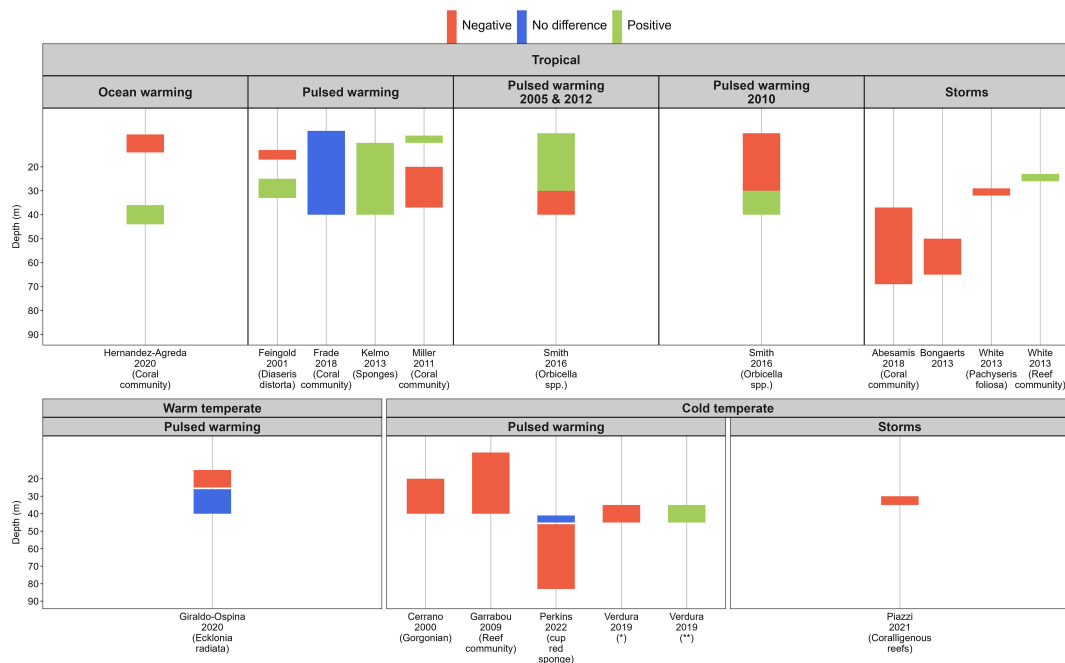 Negative No difference Positive
Tropical
Ocean warming Pulsed warming Pulsed warming 2005 & 2012 Pulsed warming 2010 Storms
Depth (m)
20
30
40
50
60
70
80
90
Hernandez-Agreda
2020
(Coral
community)
Feingold
2001
(Diaseris
distorta)
Frade
2018
(Coral
community)
Kelmo
2013
(Sponges)
Miller
2011
(Coral
community)
Smith
2016
(Orbicella
spp.)
Smith
2016
(Orbicella
spp.)
Abesamis
2018
(Coral
community)
Bongaerts
2013
White
2013
(Pachyseris
foliosa)
White
2013
(Reef
community)
Warm temperate Cold temperate
Pulsed warming Pulsed warming Storms
Depth (m)
20
30
40
50
60
70
80
90
Giraldo-Ospina
2020
(Ecklonia
radiata)
Cerrano
2000
(Gorgonian)
Garrabou
2009
(Reef
community)
Perkins
2022
(cup
red
sponge)
Verdura
2019
(*)
Verdura
2019
(**)
Piazzi
2021
(Coralligenous
reefs)